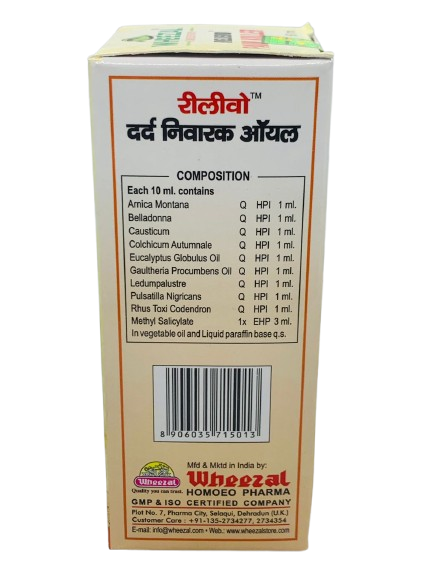 WHEEZAL
रीलीवो™
दर्द निवारक ऑयल
COMPOSITION
Each 10 ml. contains
Arnica Montana Q HPI 1 ml.
Belladonna Q HPI 1 ml.
Causticum Q HPI 1 ml.
Colchicum Autumnale Q HPI 1 ml.
Eucalyptus Globulus Oil Q HPI 1 ml.
Gaultheria Procumbens Oil Q HPI 1 ml.
Ledumpalustre Q HPI 1 ml.
Pulsatilla Nigricans Q HPI 1 ml.
Rhus Toxi Codendron Q HPI 1 ml.
Methyl Salicylate 1x EHP 3 ml.
In vegetable oil and Liquid paraffin base q.s.
8 906035 715013
Wheezal
Quality you can trust.
Mfd & Mktd in India by:
Wheezal
HOMOEO PHARMA
GMP & ISO CERTIFIED COMPANY
Plot No. 7, Pharma City, Selaqui, Dehradun (U.K.)
Customer Care : +91-135-2734277, 2734354
E-mail: info@wheezal.com • Web.: www.wheezalstore.com